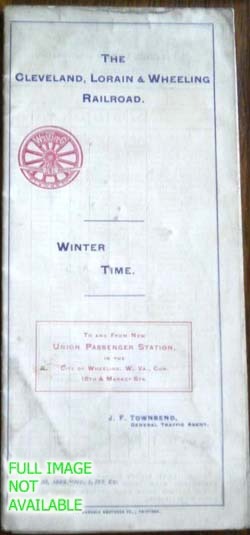 The
Cleveland, Lorain & Wheeling
Railroad.
Winter
Time.
To and From New
Union Passenger Station,
in the
City of Wheeling, W. Va., Cor.
16th & Market Sts.
J. F. Townsend,
General Traffic Agent.
FULL IMAGE
NOT
AVAILABLE